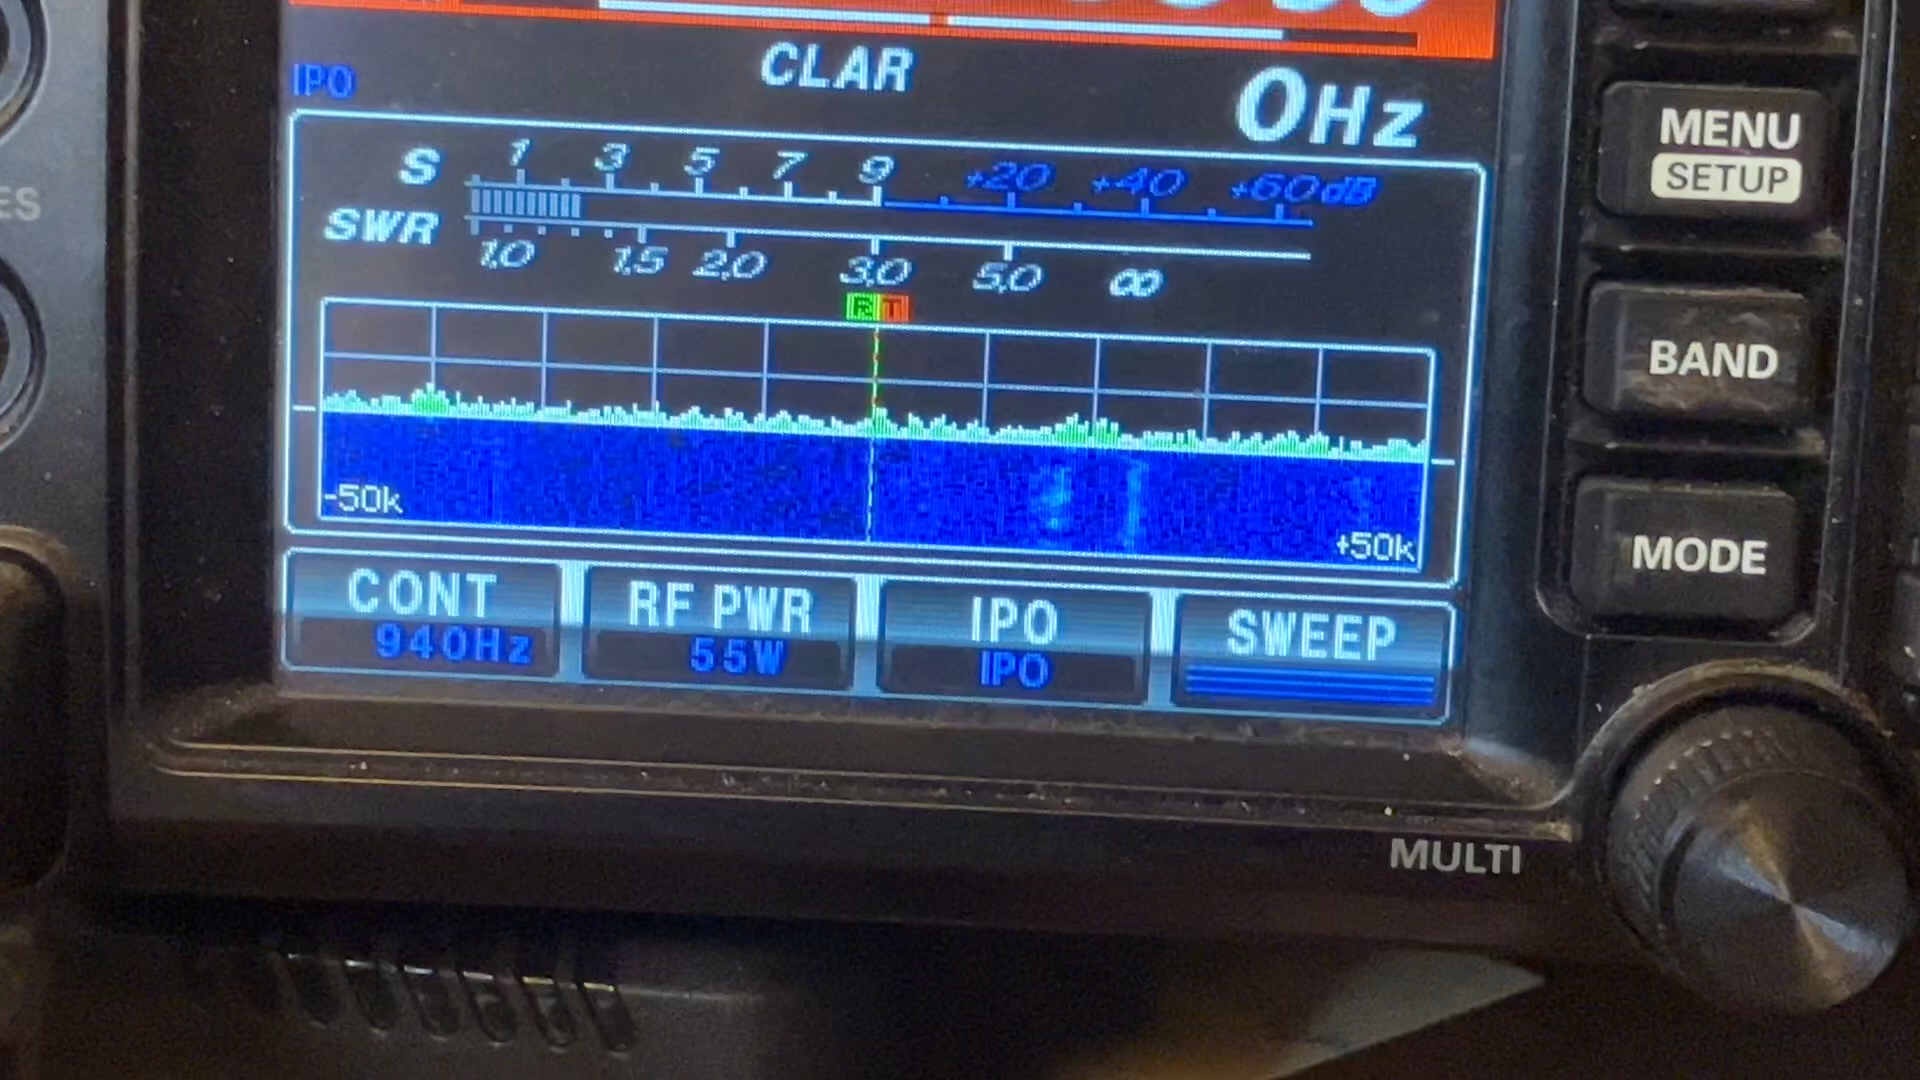 CLAR
IPO
0Hz
S 1 3 5 7 9 +20 +40 +60dB
SWR
1.0 1.5 2.0 3.0 5.0 ∞
R T
-50k
+50k
CONT RF PWR IPO SWEEP
940Hz 55W IPO
MENU
SETUP
BAND
MODE
MULTI
ES